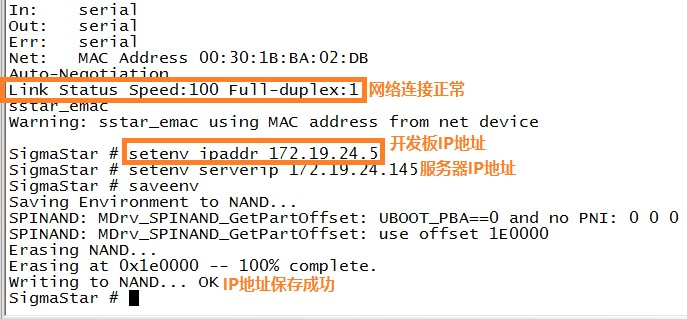 In:    serial
Out:   serial
Err:   serial
Net:   MAC Address 00:30:1B:BA:02:DB
Auto-Negotiation
Link Status Speed:100 Full-duplex:1 网络连接正常
sstar_emac
Warning: sstar_emac using MAC address from net device
开发板IP地址
SigmaStar # setenv ipaddr 172.19.24.5
SigmaStar # setenv serverip 172.19.24.145 服务器IP地址
SigmaStar # saveenv
Saving Environment to NAND...
SPINAND: MDrv_SPINAND_GetPartOffset: UBOOT_PBA==0 and no PNI: 0 0 0
SPINAND: MDrv_SPINAND_GetPartOffset: use offset 1E0000
Erasing NAND...
Erasing at 0x1e0000 -- 100% complete.
Writing to NAND... OK IP地址保存成功
SigmaStar #